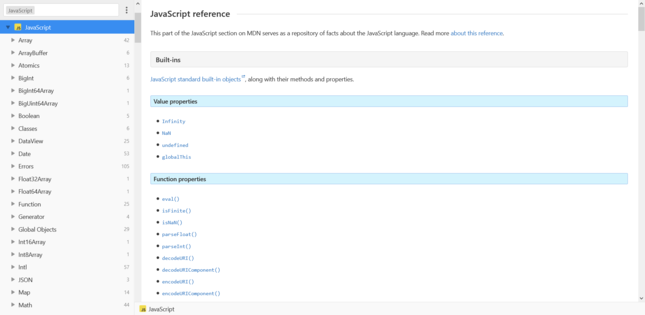 JavaScript
JavaScript
Array 42
ArrayBuffer 6
Atomics 13
BigInt 6
BigInt64Array 1
BigUint64Array 1
Boolean 5
Classes 6
DataView 25
Date 53
Errors 105
Float32Array 1
Float64Array 1
Function 25
Generator 4
Global Objects 29
Int16Array 1
Int8Array 1
Intl 57
JSON 3
Map 14
Math 44
JavaScript reference
This part of the JavaScript section on MDN serves as a repository of facts about the JavaScript language. Read more about this reference.
Built-ins
JavaScript standard built-in objects, along with their methods and properties.
Value properties
Infinity
NaN
undefined
globalThis
Function properties
eval()
isFinite()
isNaN()
parseFloat()
parseInt()
decodeURI()
decodeURIComponent()
encodeURI()
encodeURIComponent()
JavaScript